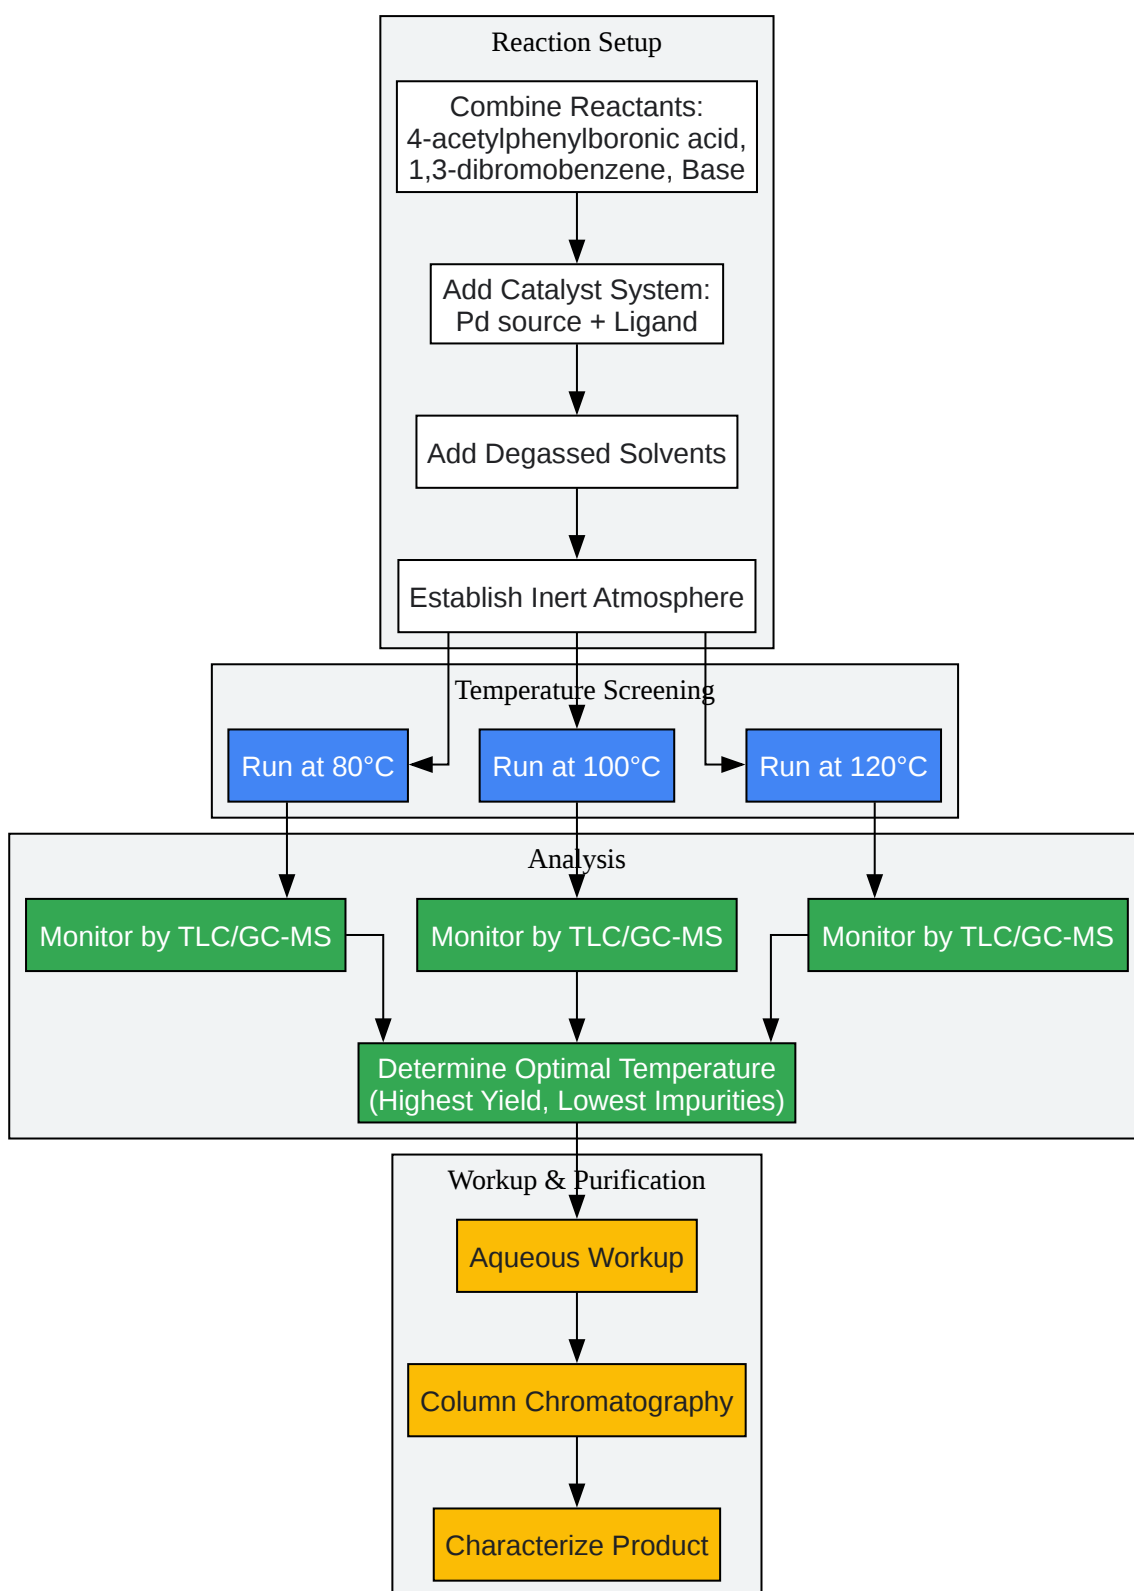 Reaction Setup
Combine Reactants:
4-acetylphenylboronic acid,
1,3-dibromobenzene, Base
Add Catalyst System:
Pd source + Ligand
Add Degassed Solvents
Establish Inert Atmosphere
Temperature Screening
Run at 80°C
Run at 100°C
Run at 120°C
Analysis
Monitor by TLC/GC-MS
Monitor by TLC/GC-MS
Monitor by TLC/GC-MS
Determine Optimal Temperature
(Highest Yield, Lowest Impurities)
Workup & Purification
Aqueous Workup
Column Chromatography
Characterize Product